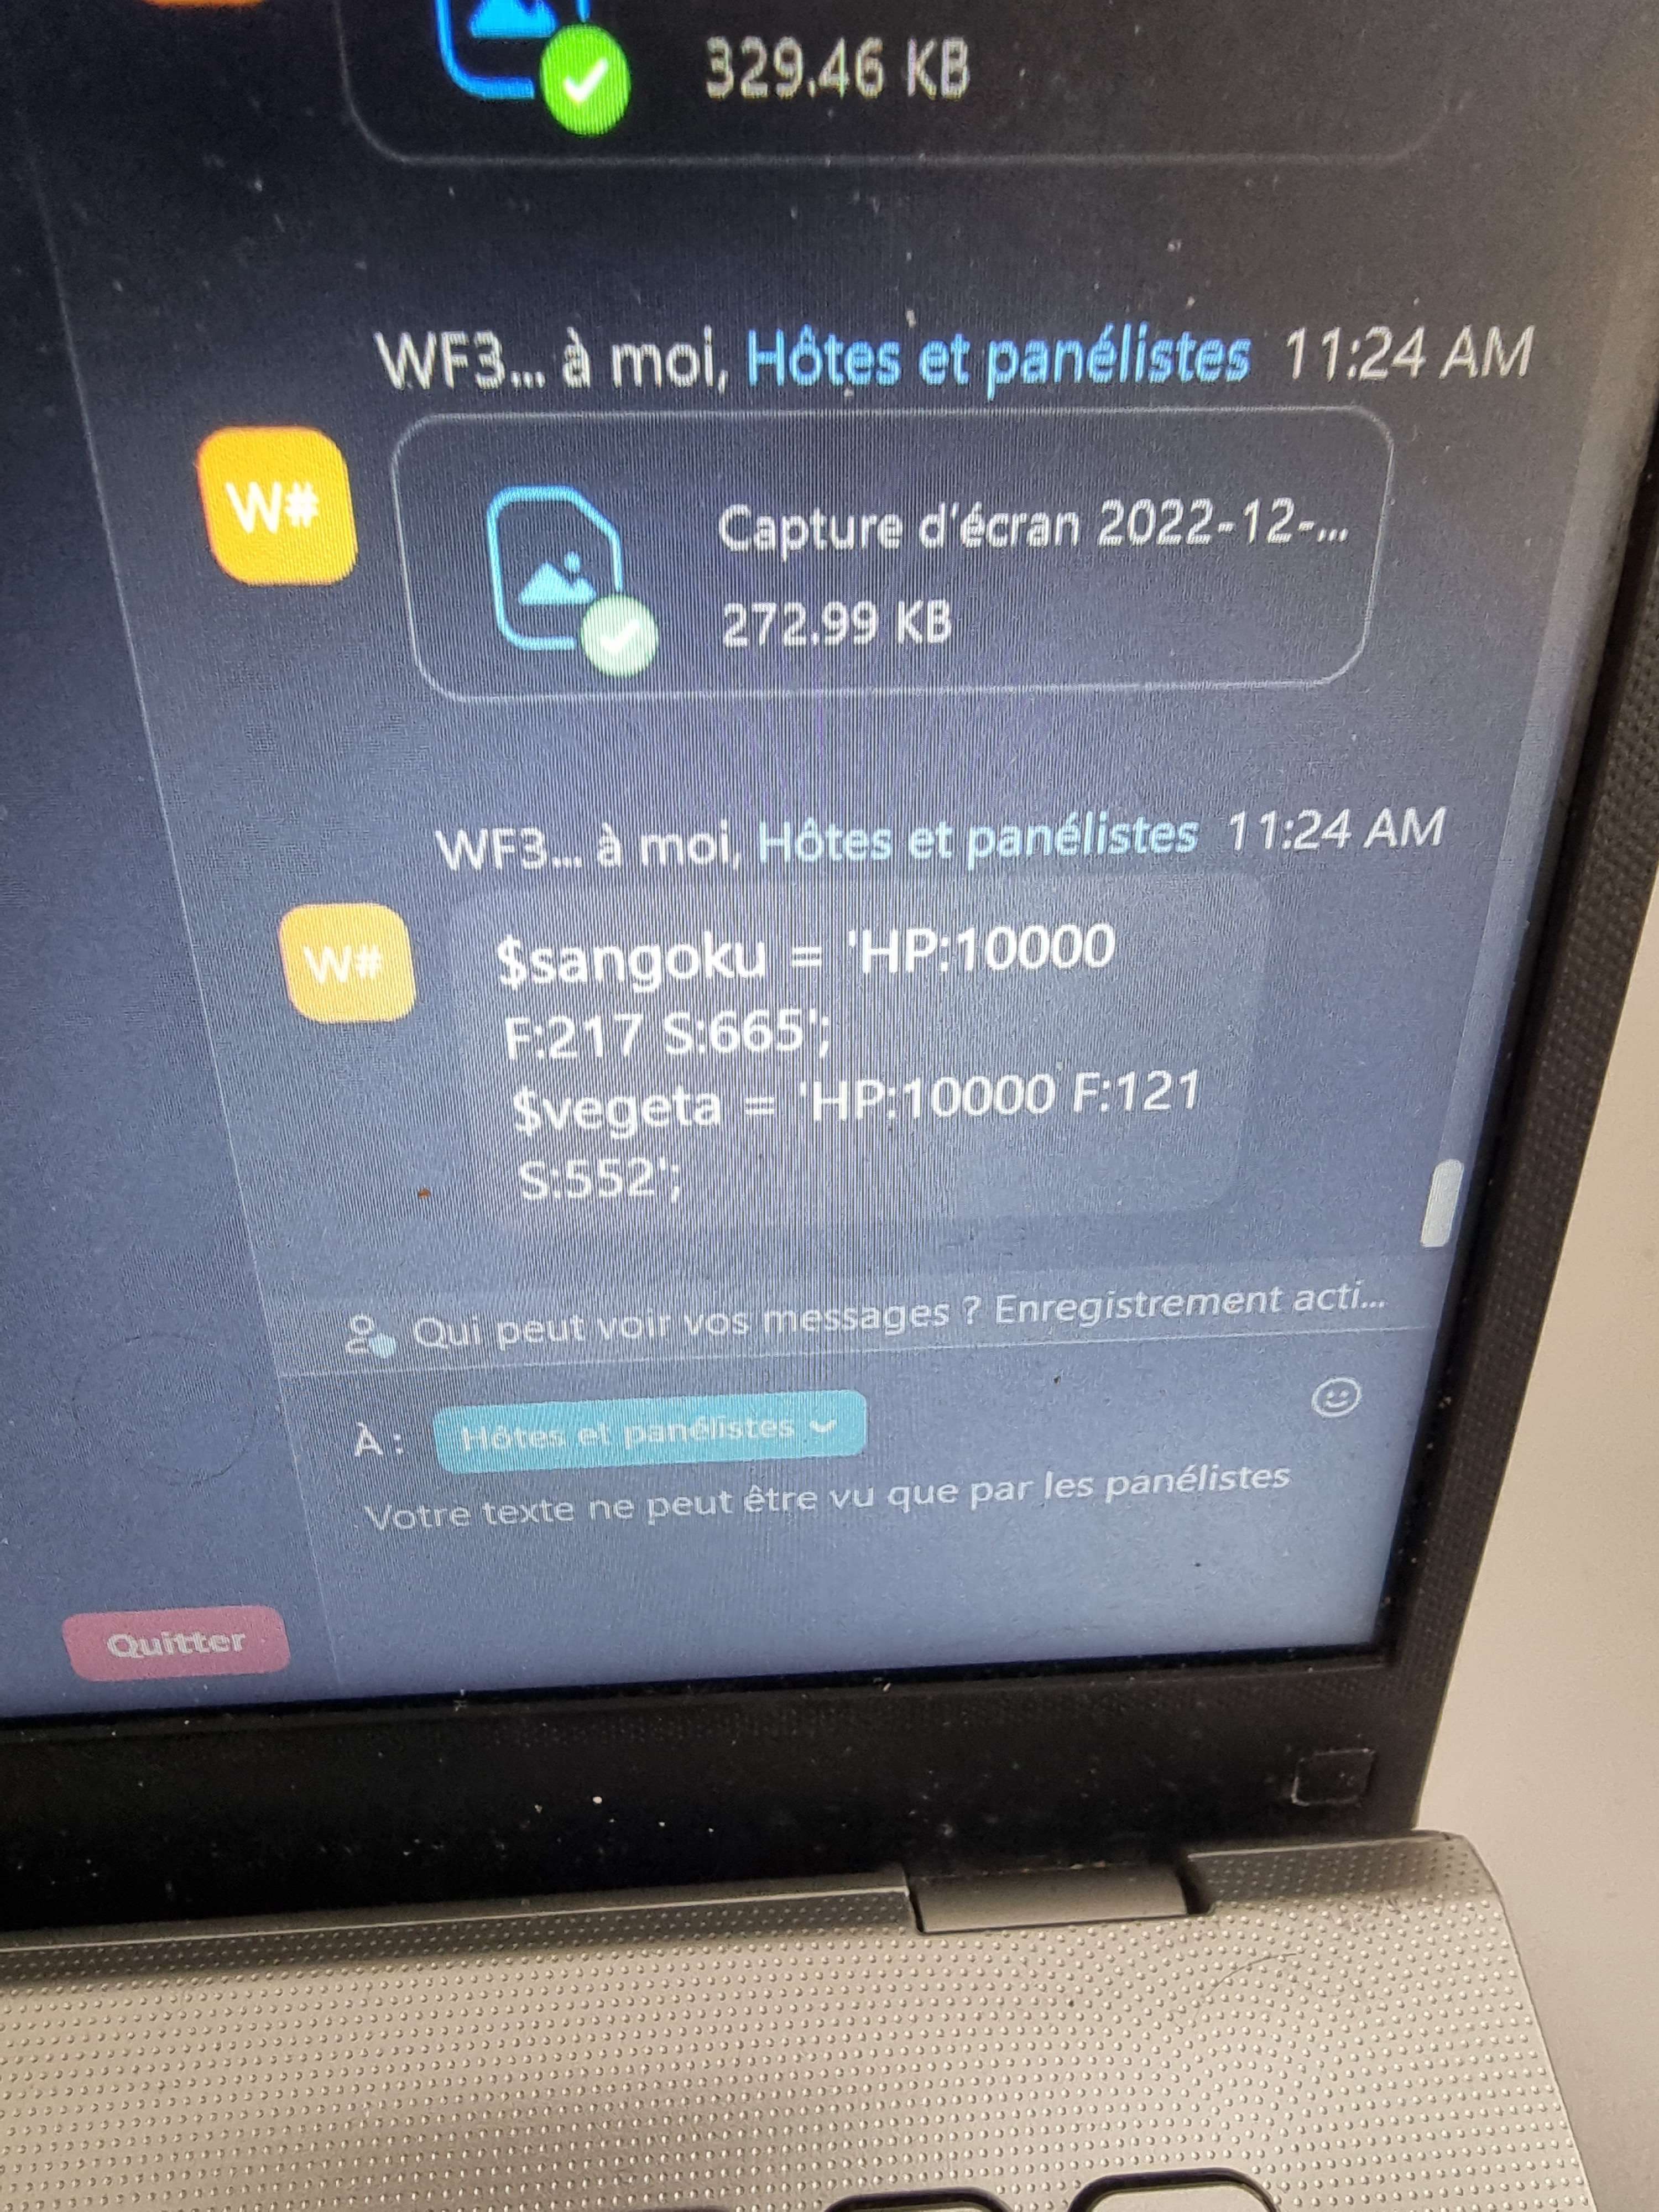 329.46 KB
WF3... à moi, Hôtes et panélistes 11:24 AM
W#
Capture d'écran 2022-12-...
272.99 KB
WF3... à moi, Hôtes et panélistes 11:24 AM
W#
$sangoku = 'HP:10000
F:217 S:665';
$vegeta = 'HP:10000 F:121
S:552';
Qui peut voir vos messages ? Enregistrement acti...
À : Hôtes et panélistes
Votre texte ne peut être vu que par les panélistes
Quitter